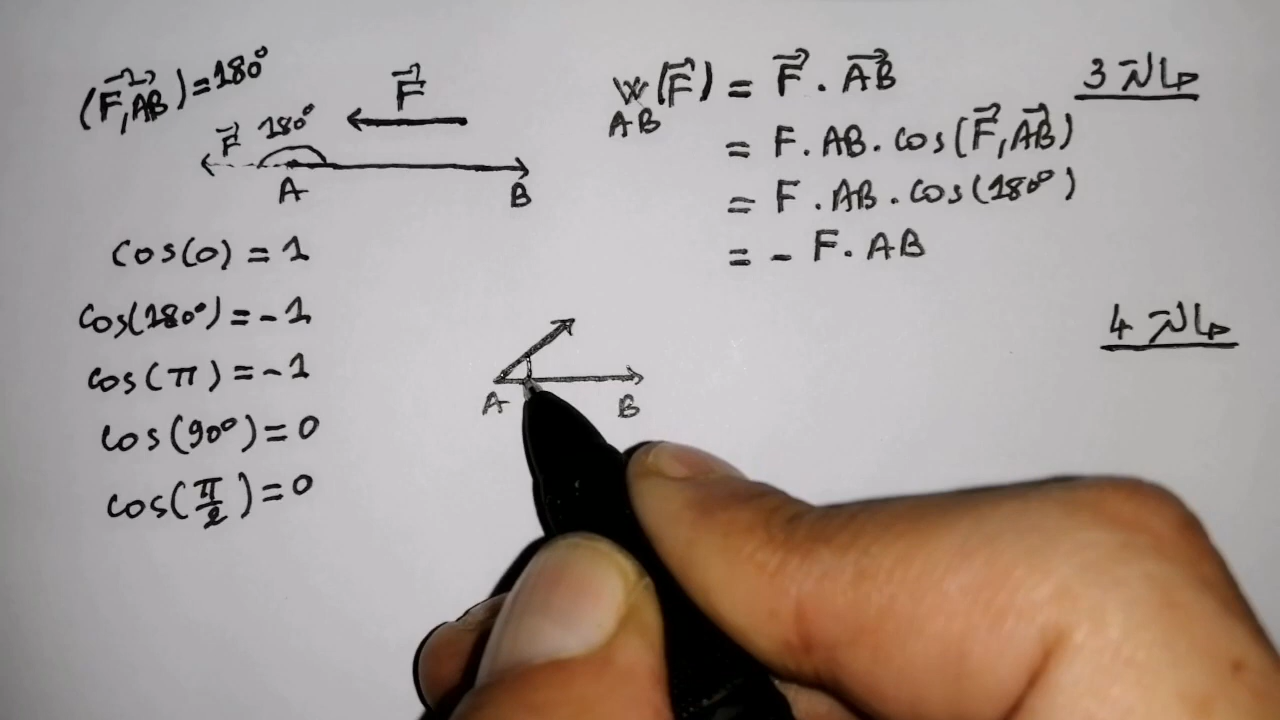 (F⃗,AB⃗)=180°
F⃗
F⃗ 180°
A B
cos(0) = 1
cos(180°) = -1
cos(π) = -1
cos(90°) = 0
cos(π/2) = 0
W(F⃗) = F⃗ . AB⃗
AB
= F. AB. cos(F⃗,AB⃗)
= F. AB. cos(180°)
= - F. AB
حالة 3
حالة 4
A B